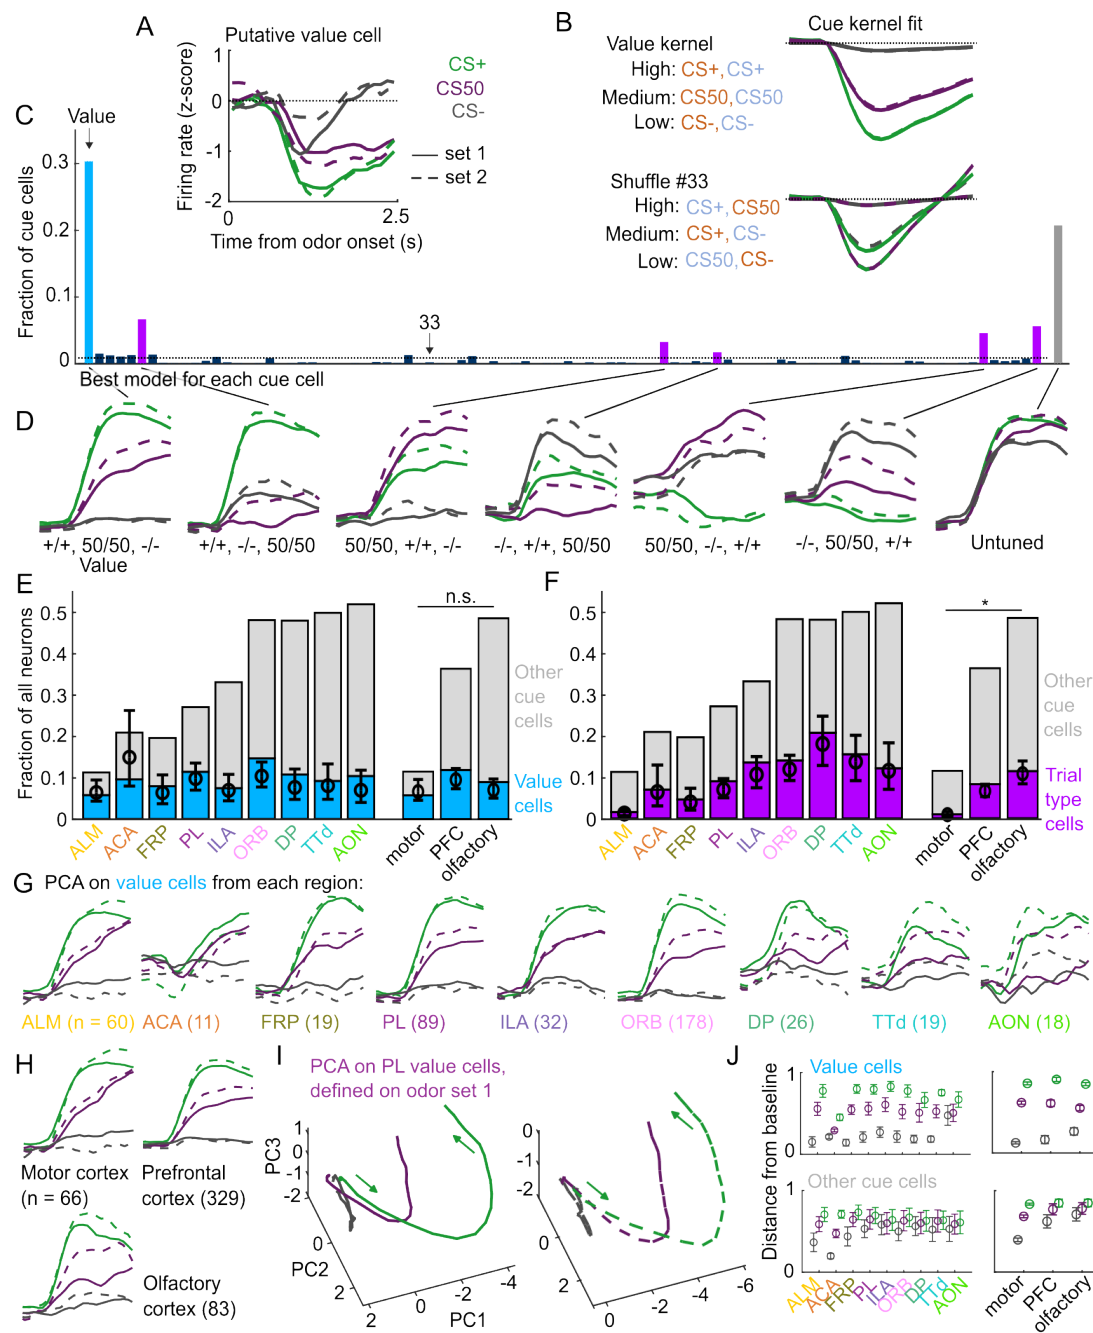 A
Putative value cell
Firing rate (z-score)
1
0
-1
-2
0
2.5
Time from odor onset (s)
CS+
CS50
CS-
set 1
set 2
B
Cue kernel fit
Value kernel
High: CS+, CS+
Medium: CS50, CS50
Low: CS-, CS-
Shuffle #33
High: CS+, CS50
Medium: CS+, CS-
Low: CS50, CS-
C
Value
Fraction of cue cells
0.3
0.2
0.1
0
33
Best model for each cue cell
D
+/+, 50/50, -/-
Value
+/+, -/-, 50/50
50/50, +/+, -/-
-/-, +/+, 50/50
50/50, -/-, +/+
-/-, 50/50, +/+
Untuned
E
Fraction of all neurons
0.5
0.4
0.3
0.2
0.1
0
n.s.
Other
cue
cells
Value
cells
ALM
ACA
FRP
PL
ILA
ORB
DP
TTd
AON
motor
PFC
olfactory
F
0.5
0.4
0.3
0.2
0.1
0
*
Other
cue
cells
Trial
type
cells
ALM
ACA
FRP
PL
ILA
ORB
DP
TTd
AON
motor
PFC
olfactory
G
PCA on value cells from each region:
ALM (n = 60)
ACA (11)
FRP (19)
PL (89)
ILA (32)
ORB (178)
DP (26)
TTd (19)
AON (18)
H
Motor cortex
(n = 66)
Prefrontal
cortex (329)
Olfactory
cortex (83)
I
PCA on PL value cells,
defined on odor set 1
PC3
1
0
-1
-2
0
PC2
2
2
0
-2
-4
PC1
2
0
-2
0
2
0
-2
-4
-6
J
Value cells
Distance from baseline
1
0
Other cue cells
1
0
ALM
ACA
FRP
PL
ILA
ORB
DP
TTd
AON
motor
PFC
olfactory